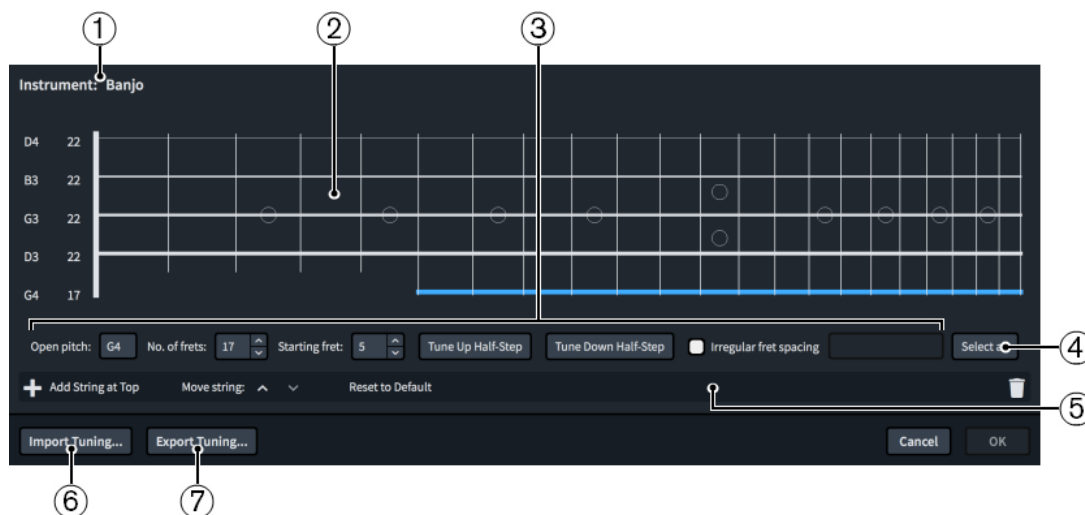 ① ② ③
Instrument: Banjo
D4 22
B3 22
G3 22
D3 22
G4 17
Open pitch: G4 No. of frets: 17 Starting fret: 5 Tune Up Half-Step Tune Down Half-Step Irregular fret spacing Select a
④
Add String at Top Move string: Reset to Default
⑤
Import Tuning... Export Tuning... Cancel OK
⑥ ⑦